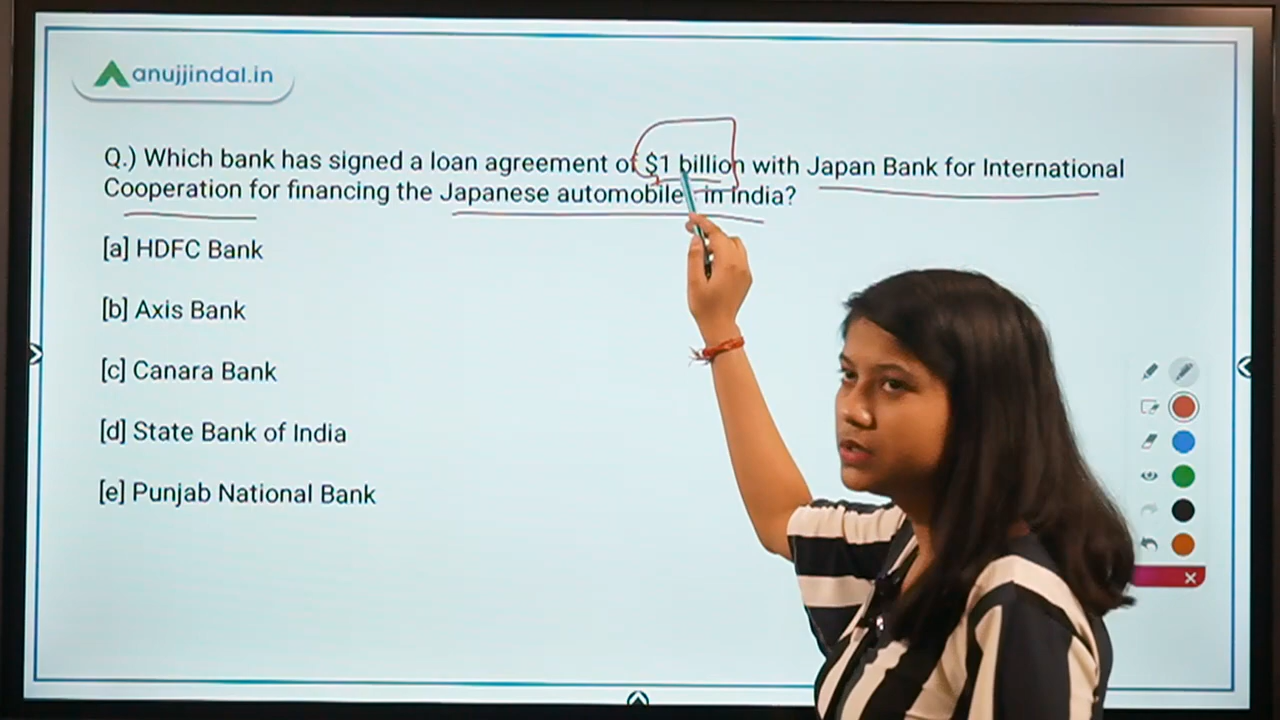 anujjindal.in
Q.) Which bank has signed a loan agreement of $1 billion with Japan Bank for International
Cooperation for financing the Japanese automobile in India?
[a] HDFC Bank
[b] Axis Bank
[c] Canara Bank
[d] State Bank of India
[e] Punjab National Bank